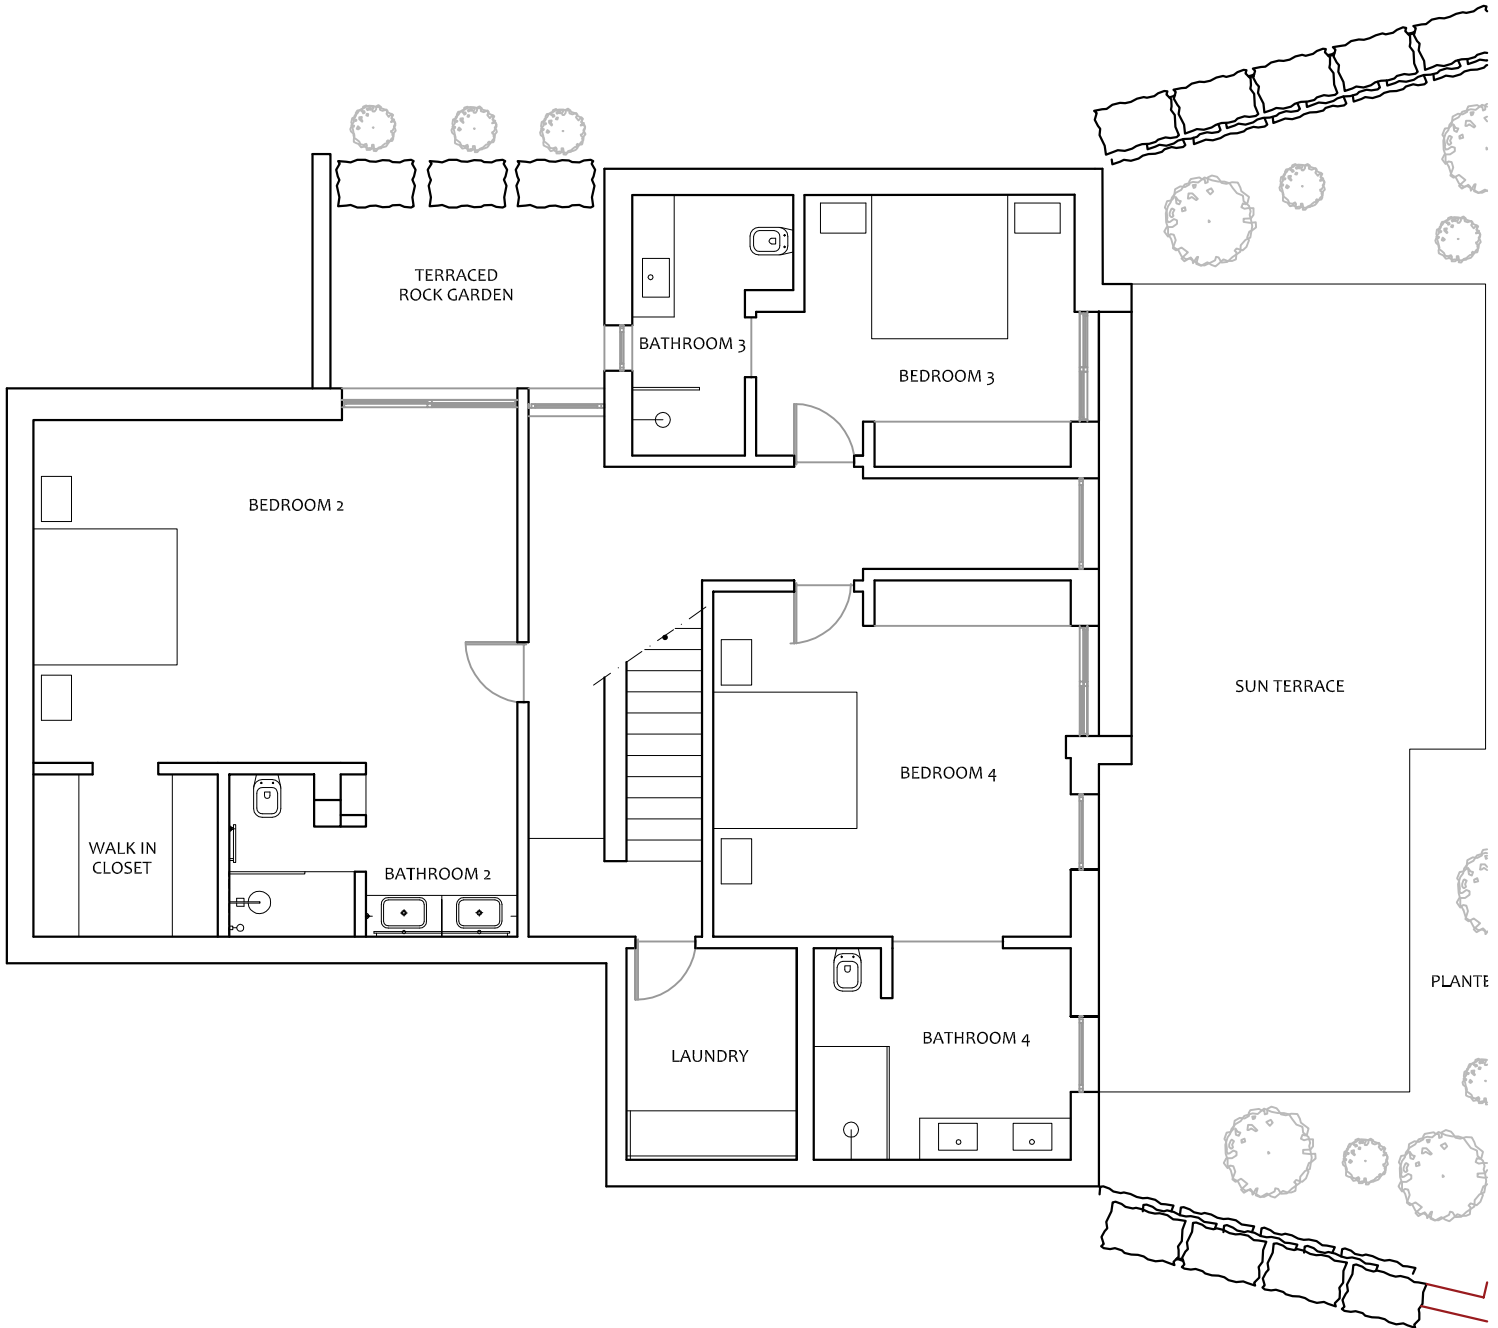 TERRACED
ROCK GARDEN
BATHROOM 3
BEDROOM 3
BEDROOM 2
SUN TERRACE
BEDROOM 4
WALK IN
CLOSET
BATHROOM 2
PLANTE
BATHROOM 4
LAUNDRY